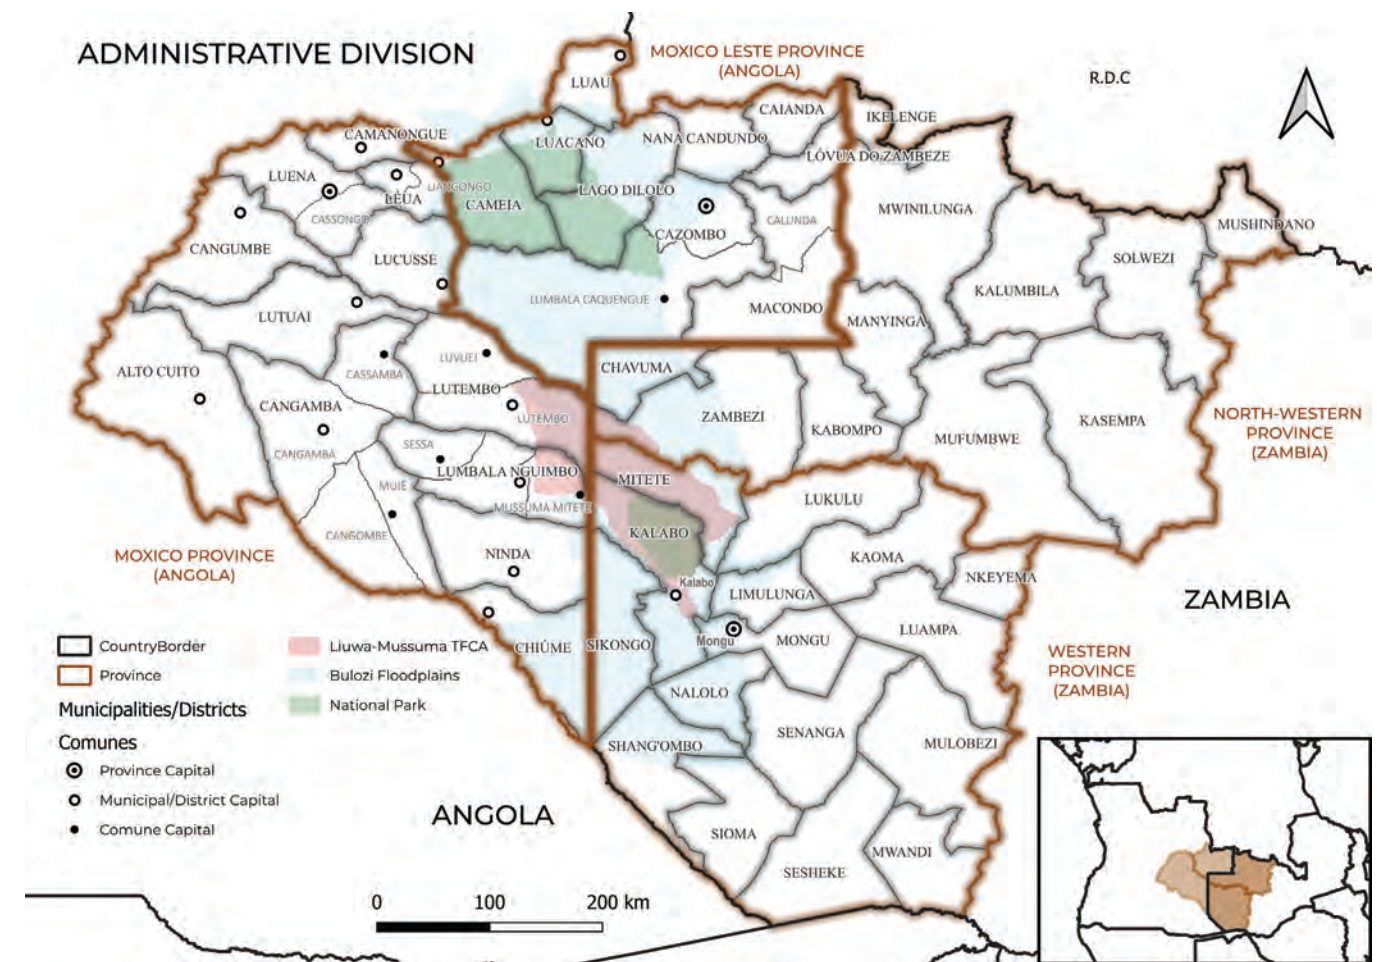 ADMINISTRATIVE DIVISION
MOXICO LESTE PROVINCE
(ANGOLA)
R.D.C
LUAU
CAIANDA
IKELENGE
CAMANONGUE
LUACANO
NANA CANDUNDO
LÓVUA DO ZAMBEZE
LUENA
LÉUA
LIANGONGO
CAMEIA
LAGO DILOLO
CASSONGO
CALUNDA
MWINILUNGA
MUSHINDANO
CANGUMBE
LUCUSSE
CAZOMBO
SOLWEZI
LUMBALA CAQUENGUE
KALUMBILA
MACONDO
MANYINGA
LUTUAI
LUVUEI
CHAVUMA
ALTO CUITO
CASSAMBA
LUTEMBO
CANGAMBA
LUTEMBO
ZAMBEZI
KABOMPO
MUFUMBWE
KASEMPA
NORTH-WESTERN
PROVINCE
(ZAMBIA)
CANGAMBA
SESSA
LUMBALA NGUIMBO
MITETE
MUIÉ
MUSSUMA MITETE
LUKULU
CANGOMBE
KALABO
MOXICO PROVINCE
(ANGOLA)
NINDA
KAOMA
NKEYEMA
Kalabo
LIMULUNGA
ZAMBIA
LUAMPA
CHIÚME
SIKONGO
Mongu
MONGU
WESTERN
PROVINCE
(ZAMBIA)
NALOLO
SENANGA
SHANG'OMBO
MULOBEZI
SIOMA
MWANDI
SESHEKE
ANGOLA
CountryBorder
Province
Municipalities/Districts
Comunes
Province Capital
Municipal/District Capital
Comune Capital
Liuwa-Mussuma TFCA
Bulozi Floodplains
National Park
0 100 200 km